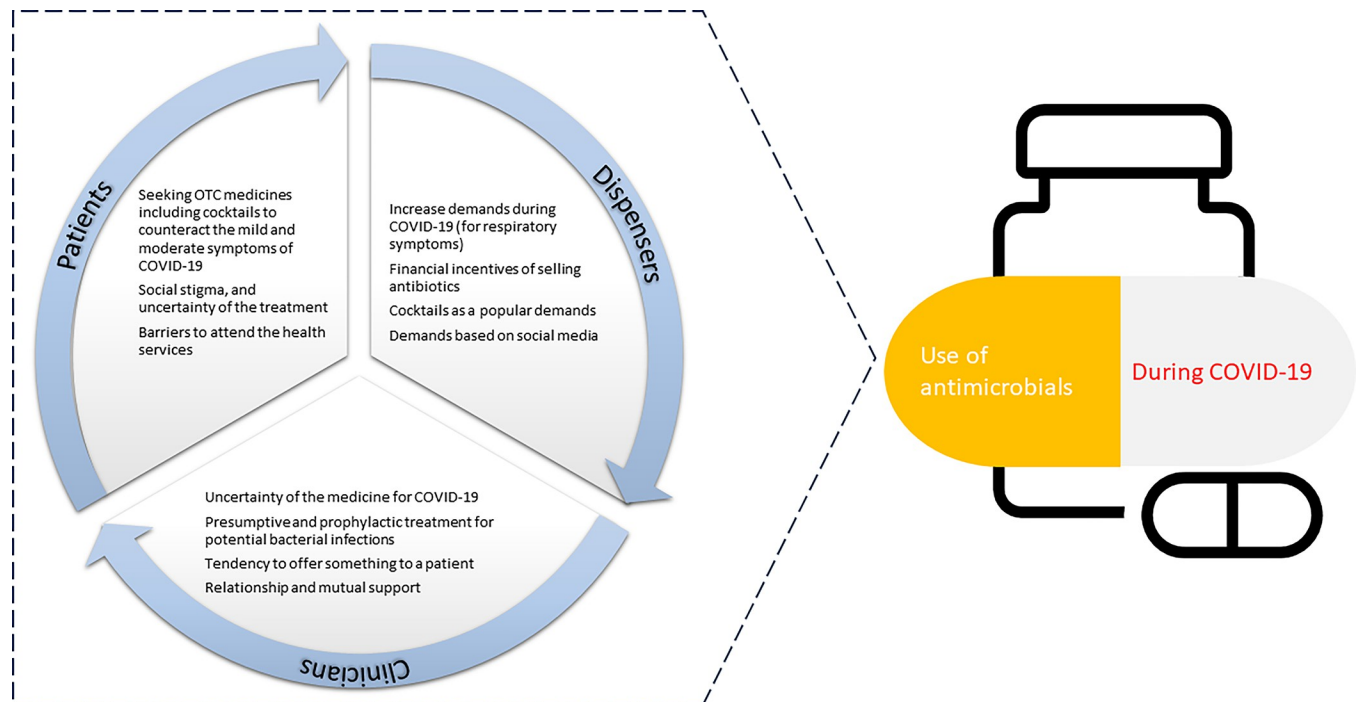 Patients
Seeking OTC medicines
including cocktails to
counteract the mild and
moderate symptoms of
COVID-19
Social stigma, and
uncertainty of the treatment
Barriers to attend the health
services
Dispensers
Increase demands during
COVID-19 (for respiratory
symptoms)
Financial incentives of selling
antibiotics
Cocktails as a popular demands
Demands based on social media
Uncertainty of the medicine for COVID-19
Presumptive and prophylactic treatment for
potential bacterial infections
Tendency to offer something to a patient
Relationship and mutual support
Clinicians
Use of
antimicrobials
During COVID-19